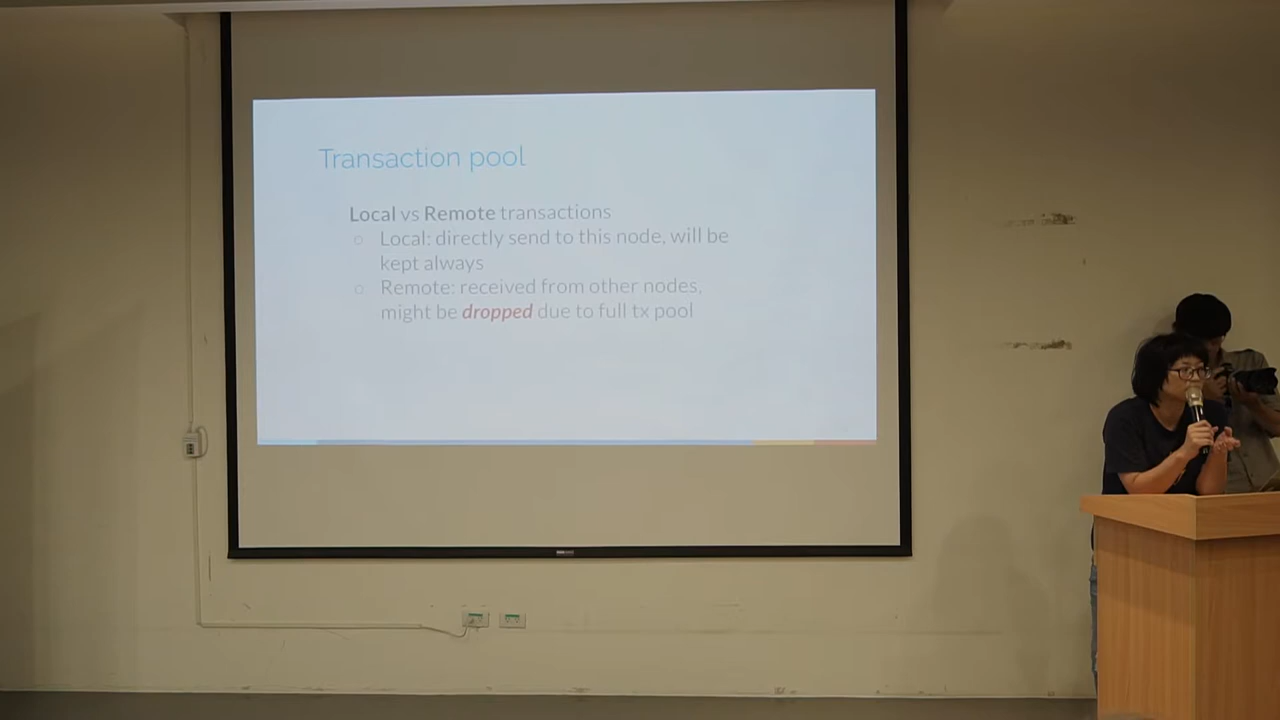 Transaction pool
Local vs Remote transactions
○ Local: directly send to this node, will be
kept always
○ Remote: received from other nodes,
might be dropped due to full tx pool